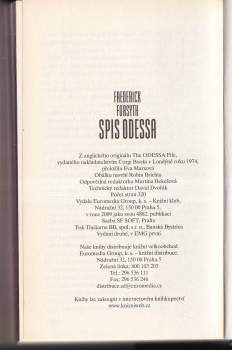 FREDERICK
FORSYTH
SPIS ODESSA
Z anglického originálu The ODESSA File,
vydaného nakladatelstvím Corgi Books v Londýně roku 1974,
přeložila Eva Marxová
Obálku navrhl Robin Brichta
Odpovědná redaktorka Martina Bekešová
Technický redaktor David Dvořák
Počet stran 320
Vydala Euromedia Group, k. s. – Knižní klub,
Nádražní 32, 150 00 Praha 5,
v roce 2009 jako svou 4862. publikaci
Sazba SF SOFT, Praha
Tisk Tlačiarne BB, spol. s r. o., Banská Bystrica
Vydání druhé, v EMG první
Naše knihy distribuuje knižní velkoobchod
Euromedia Group, k. s. – knižní distribuce,
Nádražní 32, 150 00 Praha 5
Zelená linka: 800 103 203
Tel.: 296 536 111
Fax: 296 536 246
distribuce.sd@euromedia.cz
Knihy lze zakoupit v internetovém knihkupectví
www.knizniweb.cz